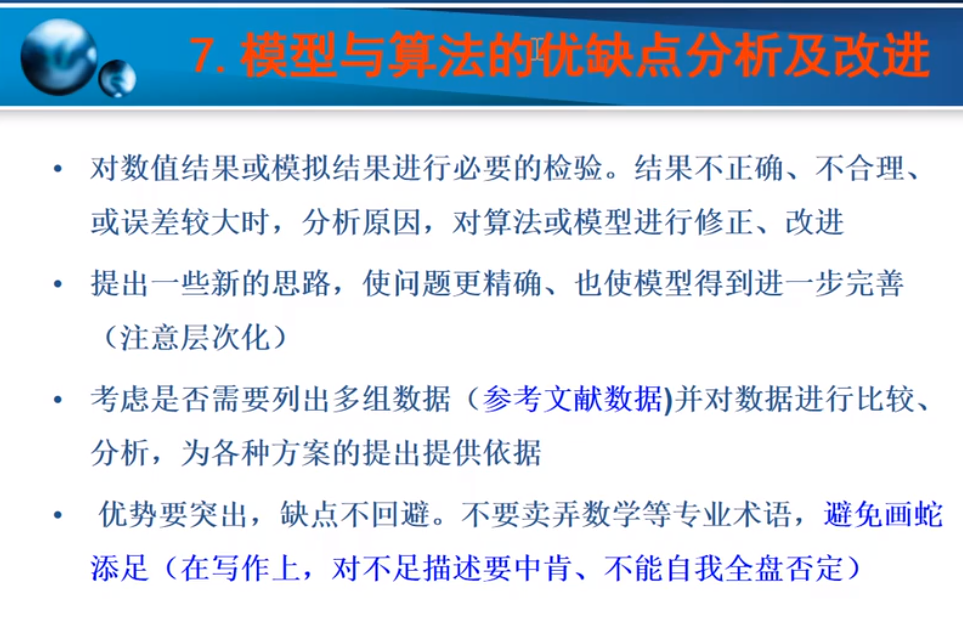 7. 模型与算法的优缺点分析及改进
• 对数值结果或模拟结果进行必要的检验。结果不正确、不合理、
或误差较大时，分析原因，对算法或模型进行修正、改进
• 提出一些新的思路，使问题更精确、也使模型得到进一步完善
（注意层次化）
• 考虑是否需要列出多组数据（参考文献数据)并对数据进行比较、
分析，为各种方案的提出提供依据
• 优势要突出，缺点不回避。不要卖弄数学等专业术语，避免画蛇
添足（在写作上，对不足描述要中肯、不能自我全盘否定）